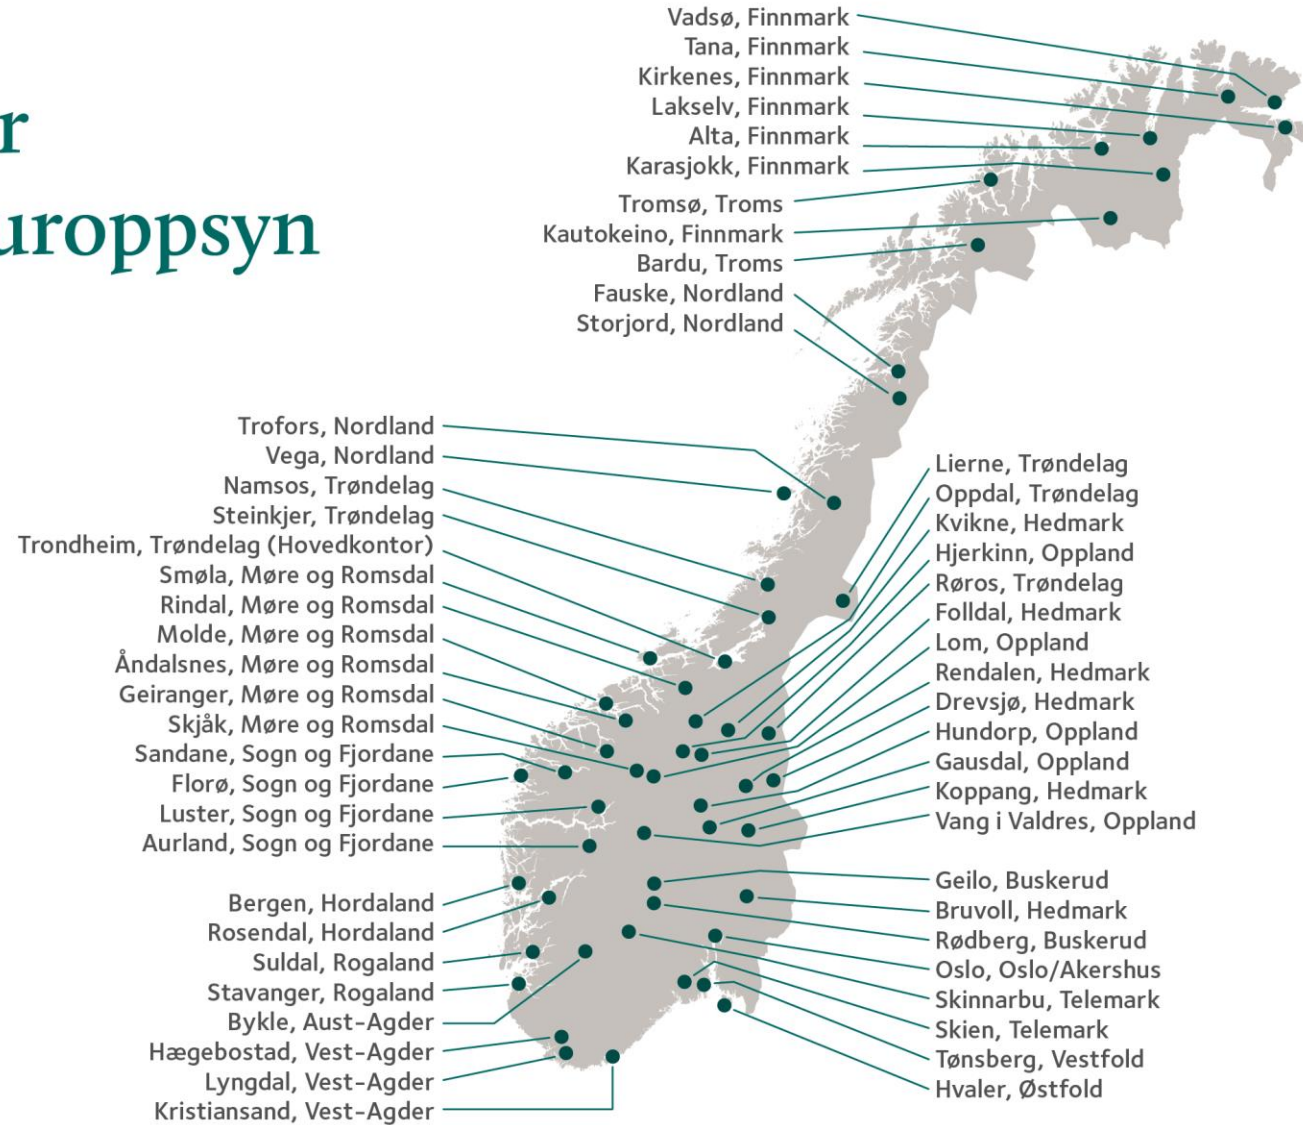 r
uroppsyn
Vadsø, Finnmark
Tana, Finnmark
Kirkenes, Finnmark
Lakselv, Finnmark
Alta, Finnmark
Karasjokk, Finnmark
Tromsø, Troms
Kautokeino, Finnmark
Bardu, Troms
Fauske, Nordland
Storjord, Nordland
Trofors, Nordland
Vega, Nordland
Namsos, Trøndelag
Steinkjer, Trøndelag
Trondheim, Trøndelag (Hovedkontor)
Smøla, Møre og Romsdal
Rindal, Møre og Romsdal
Molde, Møre og Romsdal
Åndalsnes, Møre og Romsdal
Geiranger, Møre og Romsdal
Skjåk, Møre og Romsdal
Sandane, Sogn og Fjordane
Florø, Sogn og Fjordane
Luster, Sogn og Fjordane
Aurland, Sogn og Fjordane
Bergen, Hordaland
Rosendal, Hordaland
Suldal, Rogaland
Stavanger, Rogaland
Bykle, Aust-Agder
Hægebostad, Vest-Agder
Lyngdal, Vest-Agder
Kristiansand, Vest-Agder
Lierne, Trøndelag
Oppdal, Trøndelag
Kvikne, Hedmark
Hjerkinn, Oppland
Røros, Trøndelag
Folldal, Hedmark
Lom, Oppland
Rendalen, Hedmark
Drevsjø, Hedmark
Hundorp, Oppland
Gausdal, Oppland
Koppang, Hedmark
Vang i Valdres, Oppland
Geilo, Buskerud
Bruvoll, Hedmark
Rødberg, Buskerud
Oslo, Oslo/Akershus
Skinnarbu, Telemark
Skien, Telemark
Tønsberg, Vestfold
Hvaler, Østfold